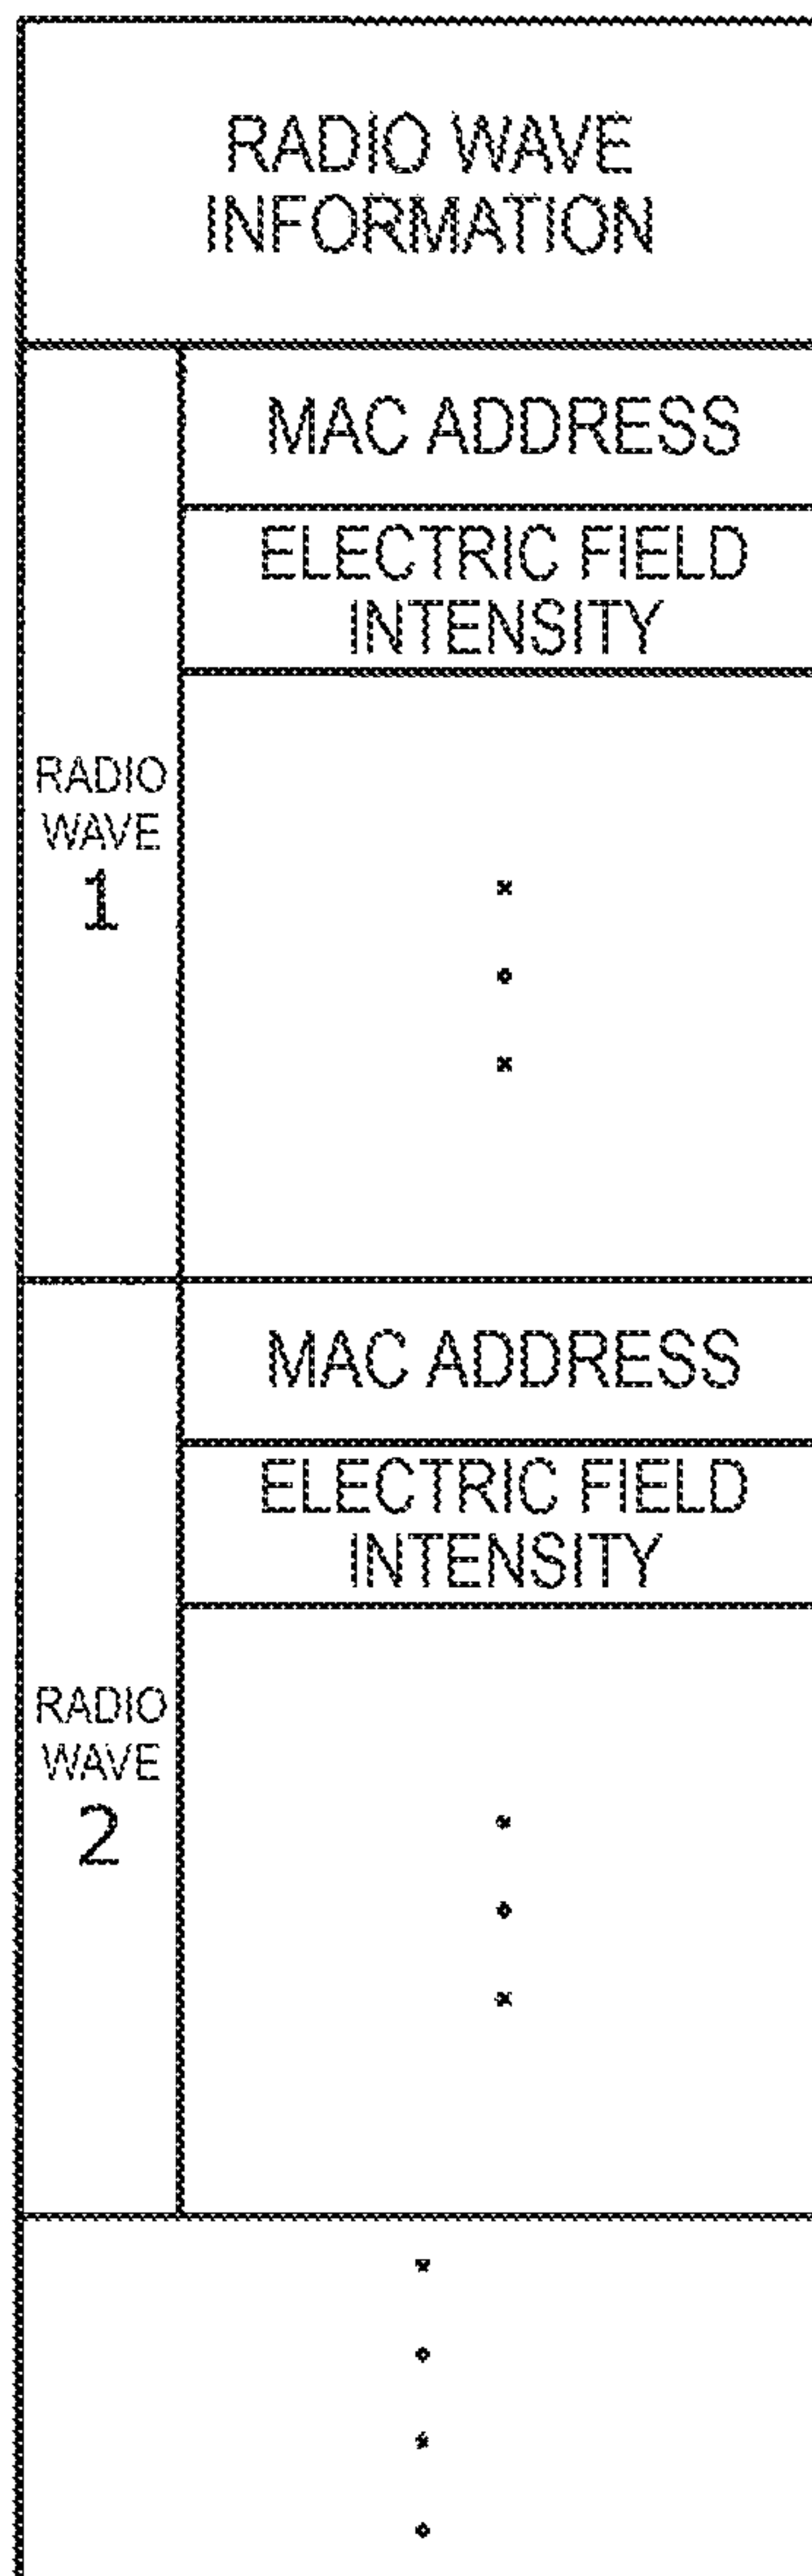 RADIO WAVE
INFORMATION
MAC ADDRESS
ELECTRIC FIELD
INTENSITY
RADIO
WAVE
1
MAC ADDRESS
ELECTRIC FIELD
INTENSITY
RADIO
WAVE
2